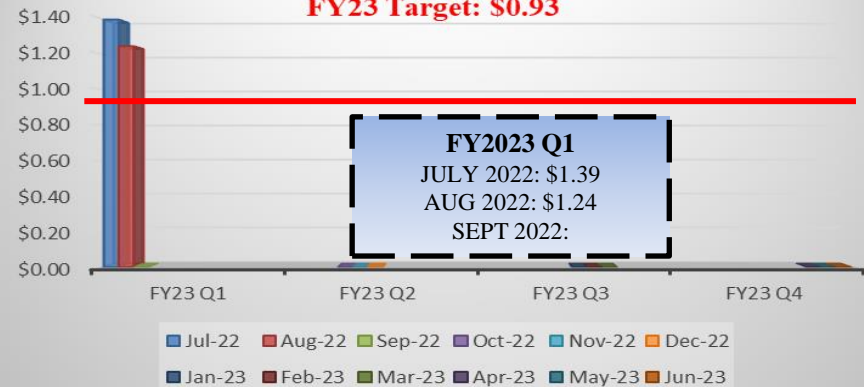 FY23 Target: $0.93
$1.40
$1.20
$1.00
$0.80
$0.60
$0.40
$0.20
$0.00
FY2023 Q1
JULY 2022: $1.39
AUG 2022: $1.24
SEPT 2022:
FY23 Q1 FY23 Q2 FY23 Q3 FY23 Q4
Jul-22 Aug-22 Sep-22 Oct-22 Nov-22 Dec-22
Jan-23 Feb-23 Mar-23 Apr-23 May-23 Jun-23